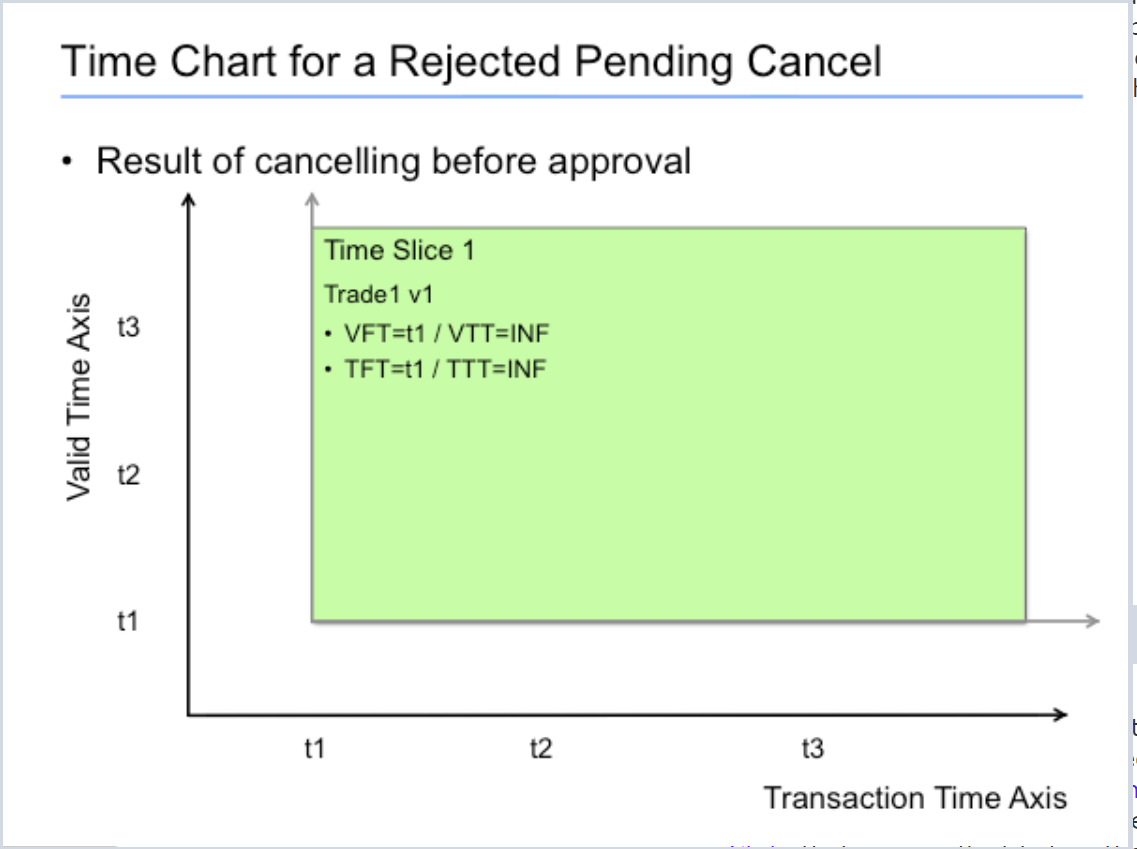 Time Chart for a Rejected Pending Cancel
• Result of cancelling before approval
Time Slice 1
Trade1 v1
• VFT=t1 / VTT=INF
• TFT=t1 / TTT=INF
Valid Time Axis
t3
t2
t1
t1 t2 t3
Transaction Time Axis